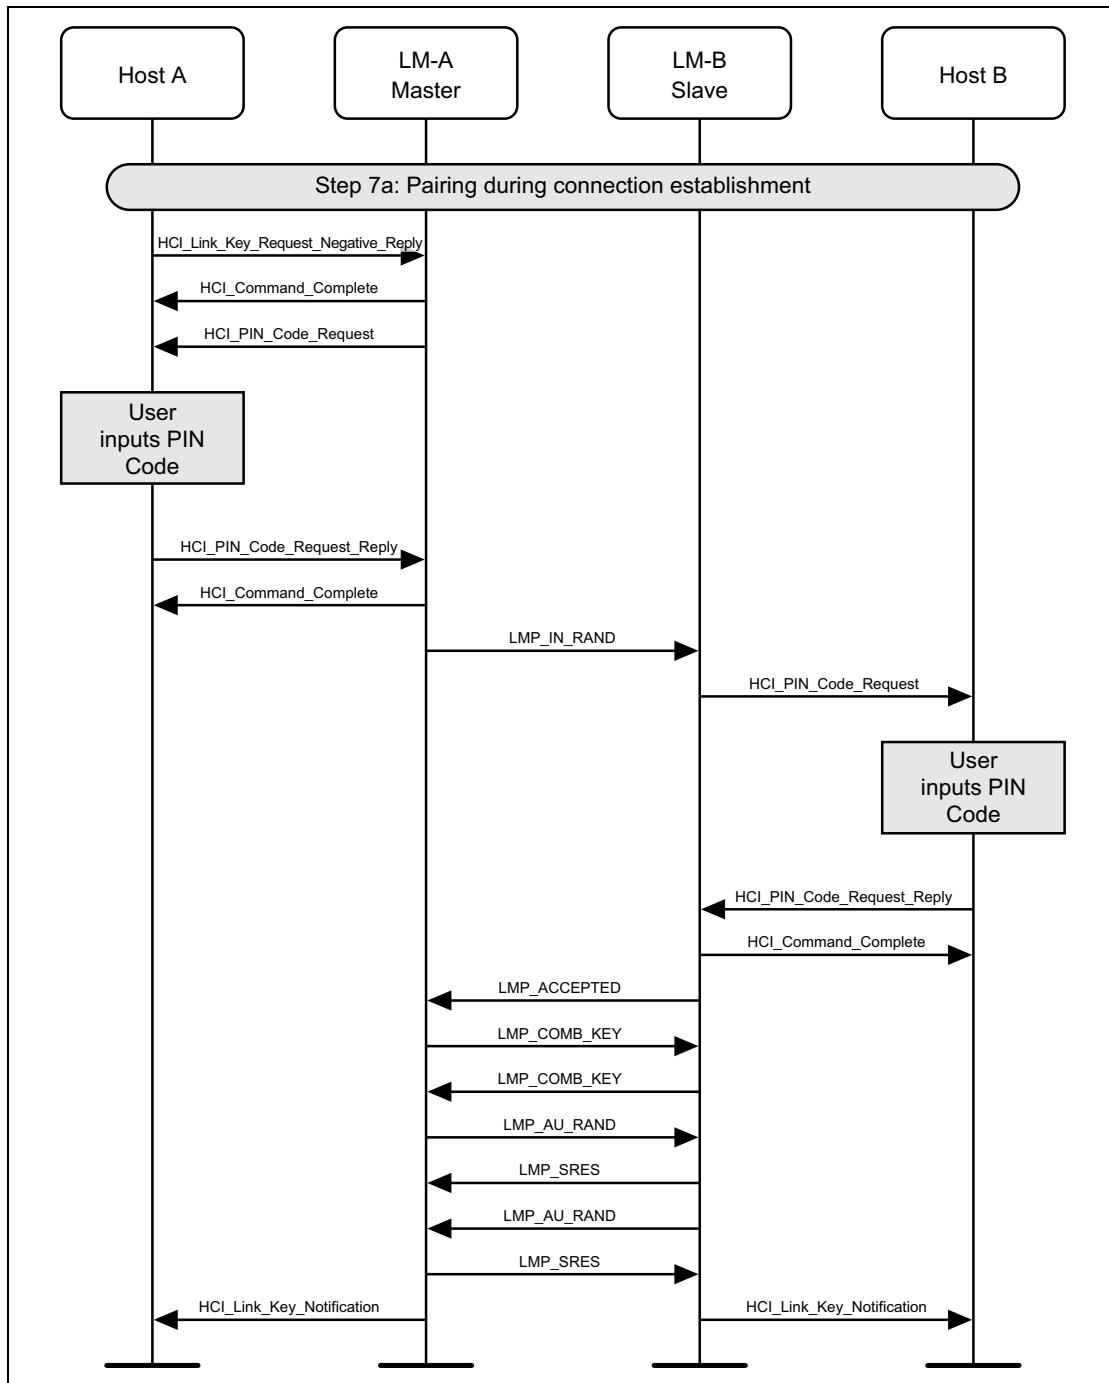 Host A
LM-A
Master
LM-B
Slave
Host B
Step 7a: Pairing during connection establishment
HCI_Link_Key_Request_Negative_Reply
HCI_Command_Complete
HCI_PIN_Code_Request
User
inputs PIN
Code
HCI_PIN_Code_Request_Reply
HCI_Command_Complete
LMP_IN_RAND
HCI_PIN_Code_Request
User
inputs PIN
Code
HCI_PIN_Code_Request_Reply
HCI_Command_Complete
LMP_ACCEPTED
LMP_COMB_KEY
LMP_COMB_KEY
LMP_AU_RAND
LMP_SRES
LMP_AU_RAND
LMP_SRES
HCI_Link_Key_Notification
HCI_Link_Key_Notification